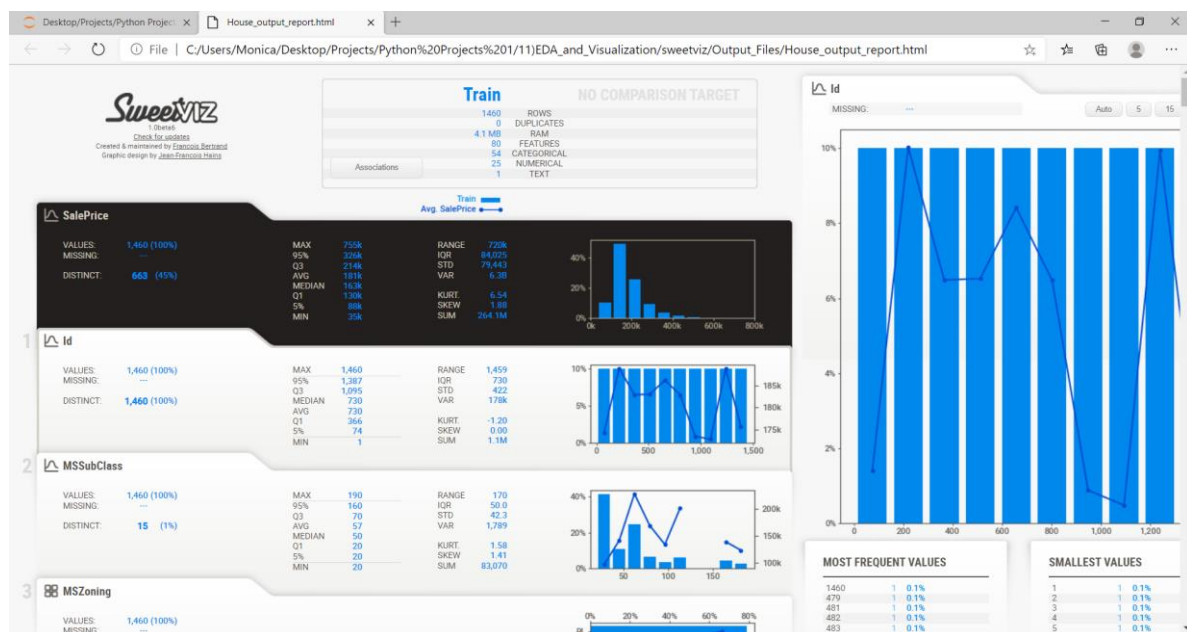 Desktop/Projects/Python Project
House_output_report.html
File | C:/Users/Monica/Desktop/Projects/Python%20Projects%201/11)EDA_and_Visualization/sweetviz/Output_Files/House_output_report.html
SweetVIZ
1.0beta6
Check for updates
Created & maintained by Francois Bertrand
Graphic design by Jean-Francois Hains
Train NO COMPARISON TARGET
1460 ROWS
0 DUPLICATES
4.1 MB RAM
80 FEATURES
54 CATEGORICAL
25 NUMERICAL
1 TEXT
Associations
Train
Avg. SalePrice
SalePrice
VALUES: 1,460 (100%)
MISSING: ---
DISTINCT: 663 (45%)
MAX 755k
95% 326k
Q3 214k
AVG 181k
MEDIAN 163k
Q1 130k
5% 88k
MIN 35k
RANGE 720k
IQR 84,025
STD 79,443
VAR 6.3B
KURT. 6.54
SKEW 1.88
SUM 264.1M
40%
20%
0%
0k 200k 400k 600k 800k
1 Id
VALUES: 1,460 (100%)
MISSING: ---
DISTINCT: 1,460 (100%)
MAX 1,460
95% 1,387
Q3 1,095
MEDIAN 730
AVG 730
Q1 366
5% 74
MIN 1
RANGE 1,459
IQR 730
STD 422
VAR 178k
KURT. -1.20
SKEW 0.00
SUM 1.1M
10%
5%
0%
185k
180k
175k
0 500 1,000 1,500
2 MSSubClass
VALUES: 1,460 (100%)
MISSING: ---
DISTINCT: 15 (1%)
MAX 190
95% 160
Q3 70
AVG 57
MEDIAN 50
Q1 20
5% 20
MIN 20
RANGE 170
IQR 50.0
STD 42.3
VAR 1,789
KURT. 1.58
SKEW 1.41
SUM 83,070
40%
20%
0%
200k
150k
100k
50 100 150
3 MSZoning
VALUES: 1,460 (100%)
MISSING:
0% 20% 40% 60% 80%
Id
MISSING: ---
Auto 5 15
10%
8%
6%
4%
2%
0%
0 200 400 600 800 1,000 1,200
MOST FREQUENT VALUES
1460 1 0.1%
479 1 0.1%
481 1 0.1%
482 1 0.1%
483 1 0.1%
SMALLEST VALUES
1 1 0.1%
2 1 0.1%
3 1 0.1%
4 1 0.1%
5 1 0.1%